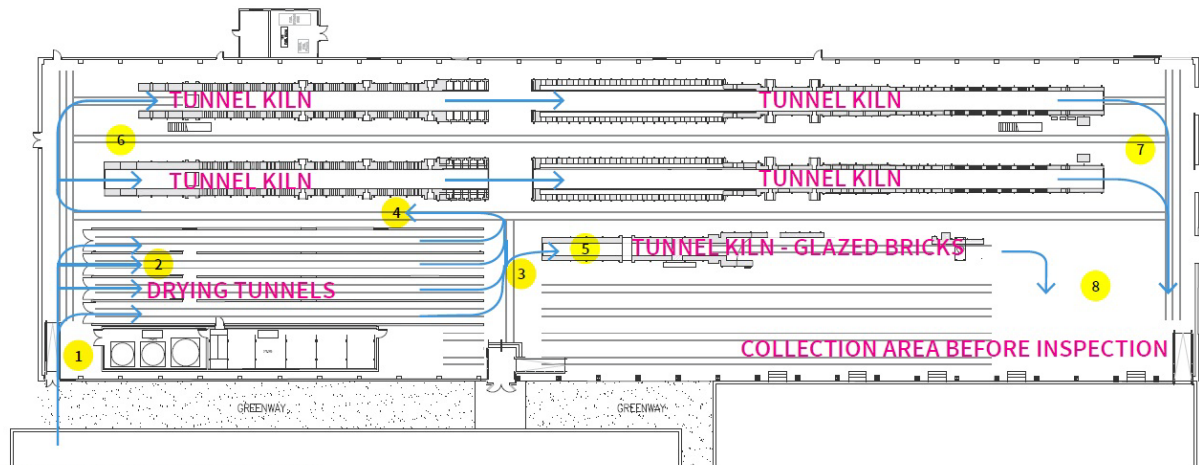 TUNNEL KILN TUNNEL KILN
6 7
TUNNEL KILN TUNNEL KILN
4
5 TUNNEL KILN - GLAZED BRICKS
2 3
DRYING TUNNELS 8
1 COLLECTION AREA BEFORE INSPECTION
GREENWAY GREENWAY